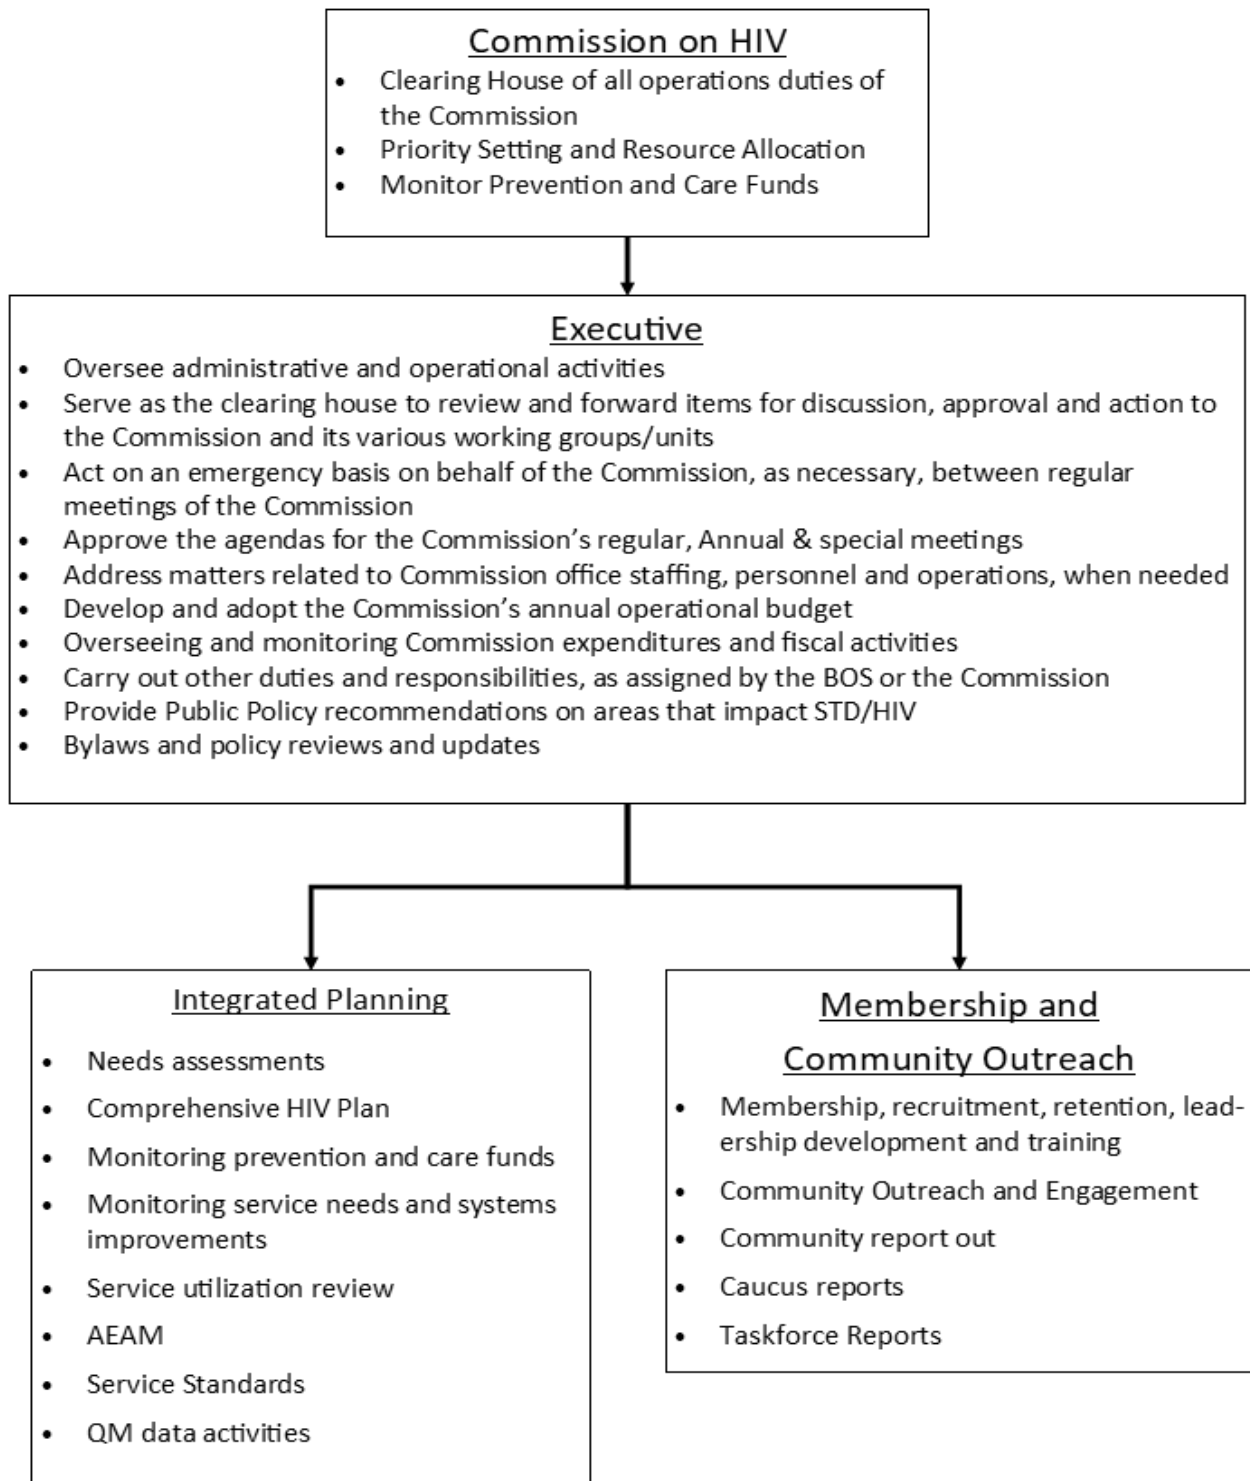 Commission on HIV
• Clearing House of all operations duties of
the Commission
• Priority Setting and Resource Allocation
• Monitor Prevention and Care Funds
Executive
• Oversee administrative and operational activities
• Serve as the clearing house to review and forward items for discussion, approval and action to
the Commission and its various working groups/units
• Act on an emergency basis on behalf of the Commission, as necessary, between regular
meetings of the Commission
• Approve the agendas for the Commission’s regular, Annual & special meetings
• Address matters related to Commission office staffing, personnel and operations, when needed
• Develop and adopt the Commission’s annual operational budget
• Overseeing and monitoring Commission expenditures and fiscal activities
• Carry out other duties and responsibilities, as assigned by the BOS or the Commission
• Provide Public Policy recommendations on areas that impact STD/HIV
• Bylaws and policy reviews and updates
Integrated Planning
• Needs assessments
• Comprehensive HIV Plan
• Monitoring prevention and care funds
• Monitoring service needs and systems
improvements
• Service utilization review
• AEAM
• Service Standards
• QM data activities
Membership and
Community Outreach
• Membership, recruitment, retention, lead-
ership development and training
• Community Outreach and Engagement
• Community report out
• Caucus reports
• Taskforce Reports